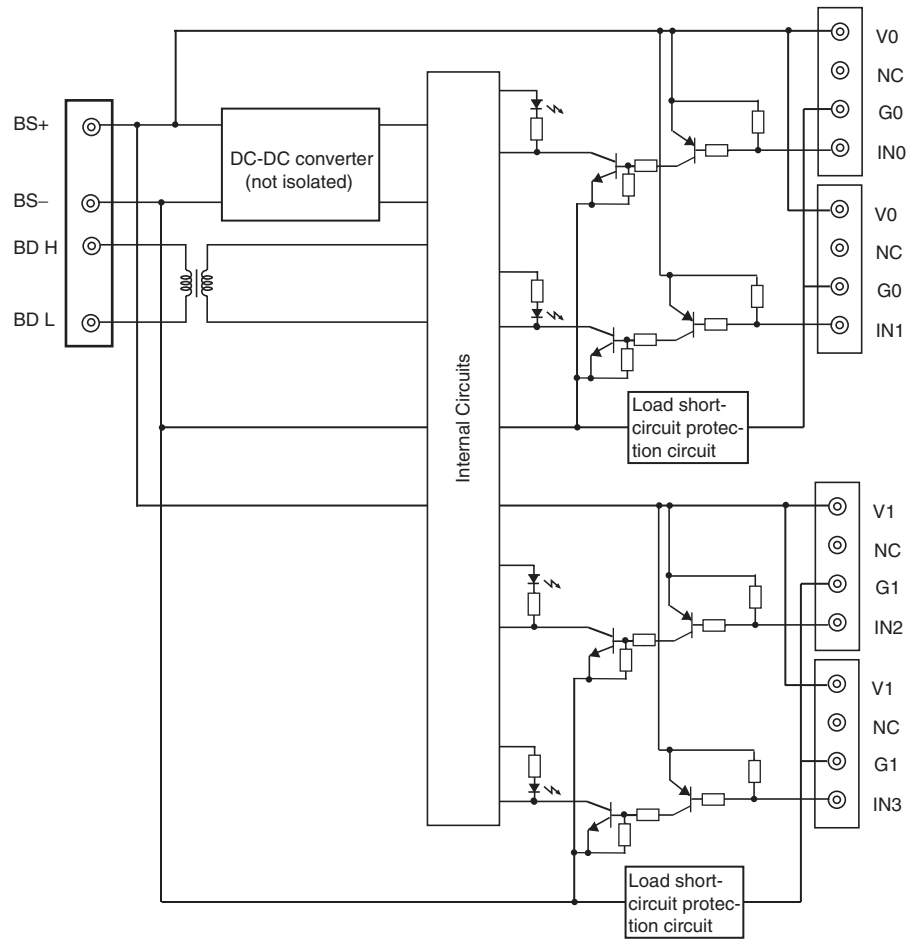 BS+
BS–
BD H
BD L
DC-DC converter
(not isolated)
Internal Circuits
V0
NC
G0
IN0
V0
NC
G0
IN1
Load short-
circuit protec-
tion circuit
V1
NC
G1
IN2
V1
NC
G1
IN3
Load short-
circuit protec-
tion circuit